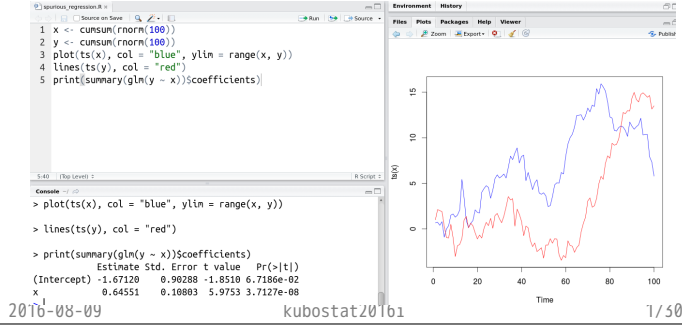 spurious_regression.R ×
Source on Save
Run
Source
1 x <- cumsum(rnorm(100))
2 y <- cumsum(rnorm(100))
3 plot(ts(x), col = "blue", ylim = range(x, y))
4 lines(ts(y), col = "red")
5 print(summary(glm(y ~ x))$coefficients)
5:40 (Top Level)
R Script
Console ~/
> plot(ts(x), col = "blue", ylim = range(x, y))
> lines(ts(y), col = "red")
> print(summary(glm(y ~ x))$coefficients)
Estimate Std. Error t value Pr(>|t|)
(Intercept) -1.67120 0.90288 -1.8510 6.7186e-02
x 0.64551 0.10803 5.9753 3.7127e-08
>
Environment History
Files Plots Packages Help Viewer
Zoom Export Publish
ts(x)
15
10
5
0
0 20 40 60 80 100
Time
2016-08-09 kubostat2016i 1/30